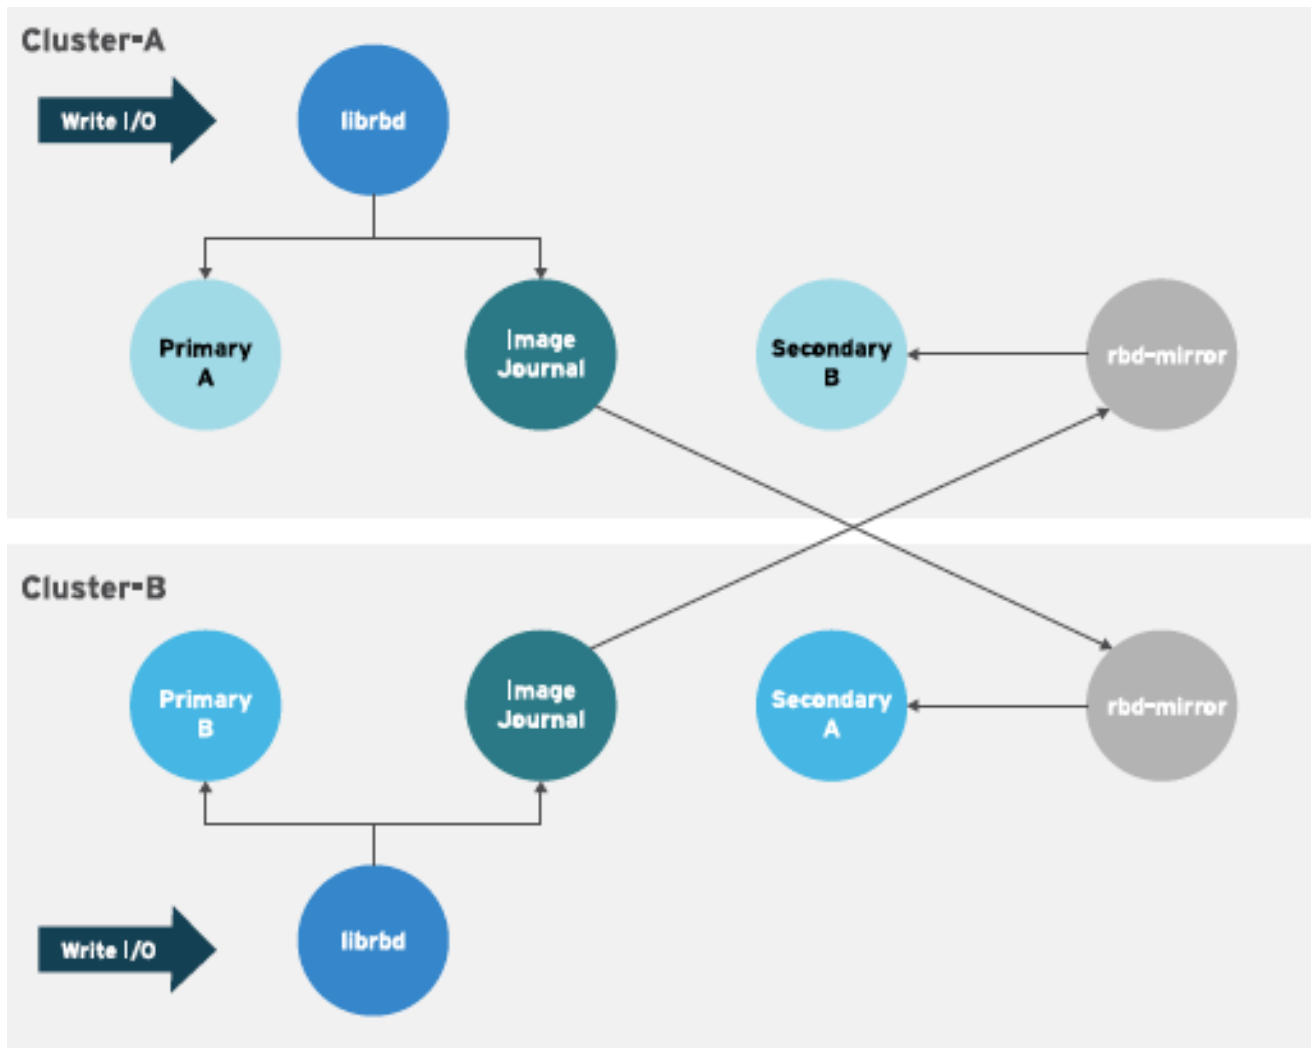 Cluster-A
Write I/O
librbd
Primary
A
Image
Journal
Secondary
B
rbd-mirror
Cluster-B
Primary
B
Image
Journal
Secondary
A
rbd-mirror
Write I/O
librbd